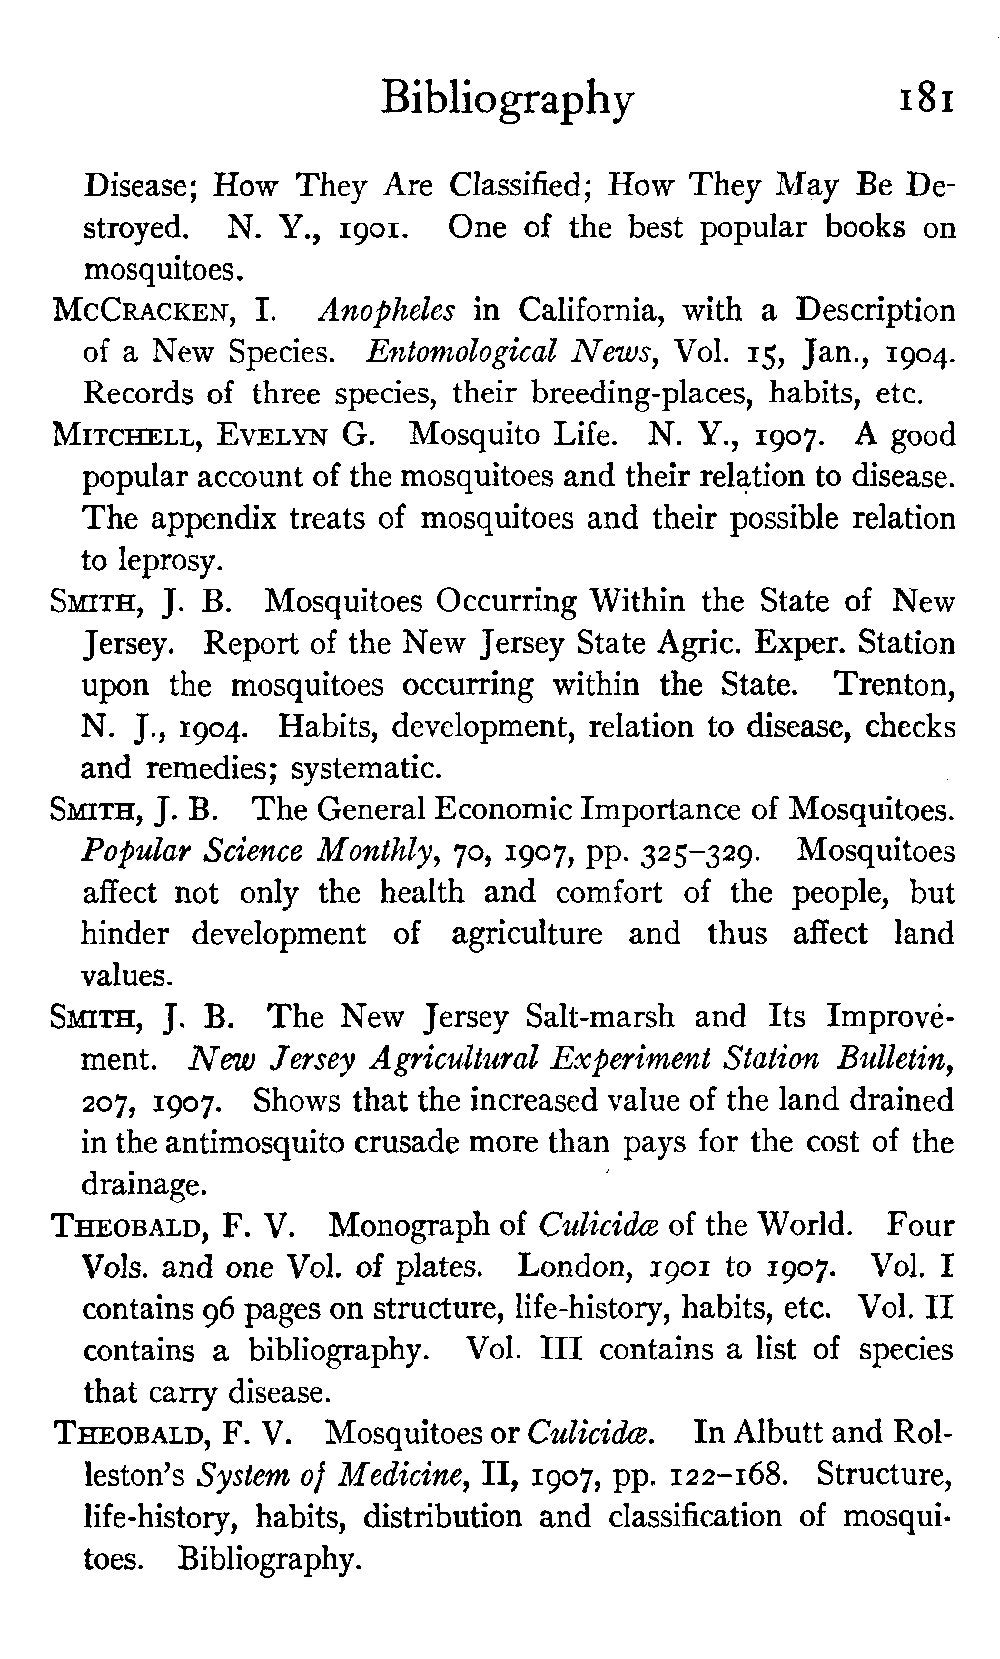 Bibliography 181
Disease; How They Are Classified; How They May Be De-
stroyed. N. Y., 1901. One of the best popular books on
mosquitoes.
McCracken, I. Anopheles in California, with a Description
of a New Species. Entomological News, Vol. 15, Jan., 1904.
Records of three species, their breeding-places, habits, etc.
Mitchell, Evelyn G. Mosquito Life. N. Y., 1907. A good
popular account of the mosquitoes and their relation to disease.
The appendix treats of mosquitoes and their possible relation
to leprosy.
Smith, J. B. Mosquitoes Occurring Within the State of New
Jersey. Report of the New Jersey State Agric. Exper. Station
upon the mosquitoes occurring within the State. Trenton,
N. J., 1904. Habits, development, relation to disease, checks
and remedies; systematic.
Smith, J. B. The General Economic Importance of Mosquitoes.
Popular Science Monthly, 70, 1907, pp. 325–329. Mosquitoes
affect not only the health and comfort of the people, but
hinder development of agriculture and thus affect land
values.
Smith, J. B. The New Jersey Salt-marsh and Its Improve-
ment. New Jersey Agricultural Experiment Station Bulletin,
207, 1907. Shows that the increased value of the land drained
in the antimosquito crusade more than pays for the cost of the
drainage.
Theobald, F. V. Monograph of Culicidæ of the World. Four
Vols. and one Vol. of plates. London, 1901 to 1907. Vol. I
contains 96 pages on structure, life-history, habits, etc. Vol. II
contains a bibliography. Vol. III contains a list of species
that carry disease.
Theobald, F. V. Mosquitoes or Culicidæ. In Albutt and Rol-
leston's System of Medicine, II, 1907, pp. 122–168. Structure,
life-history, habits, distribution and classification of mosqui-
toes. Bibliography.